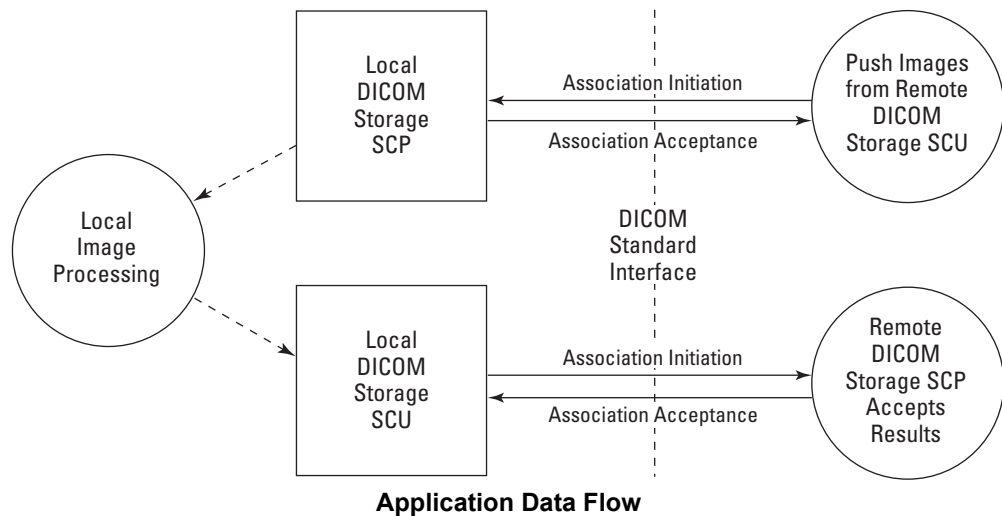 Local
DICOM
Storage
SCP
Association Initiation
Association Acceptance
Push Images
from Remote
DICOM
Storage SCU
Local
Image
Processing
DICOM
Standard
Interface
Local
DICOM
Storage
SCU
Association Initiation
Association Acceptance
Remote
DICOM
Storage SCP
Accepts
Results
Application Data Flow